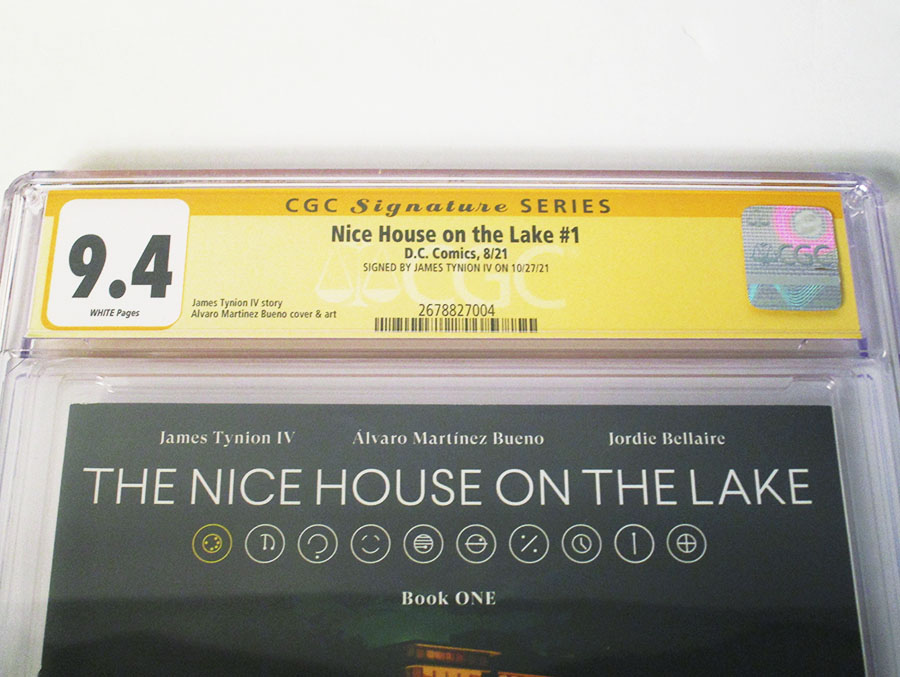 CGC Signature SERIES
Nice House on the Lake #1
D.C. Comics, 8/21
SIGNED BY JAMES TYNION IV ON 10/27/21
9.4
WHITE Pages
James Tynion IV story
Alvaro Martinez Bueno cover & art
CGC
2678827004
CGC
James Tynion IV Álvaro Martínez Bueno Jordie Bellaire
THE NICE HOUSE ON THE LAKE
Book ONE